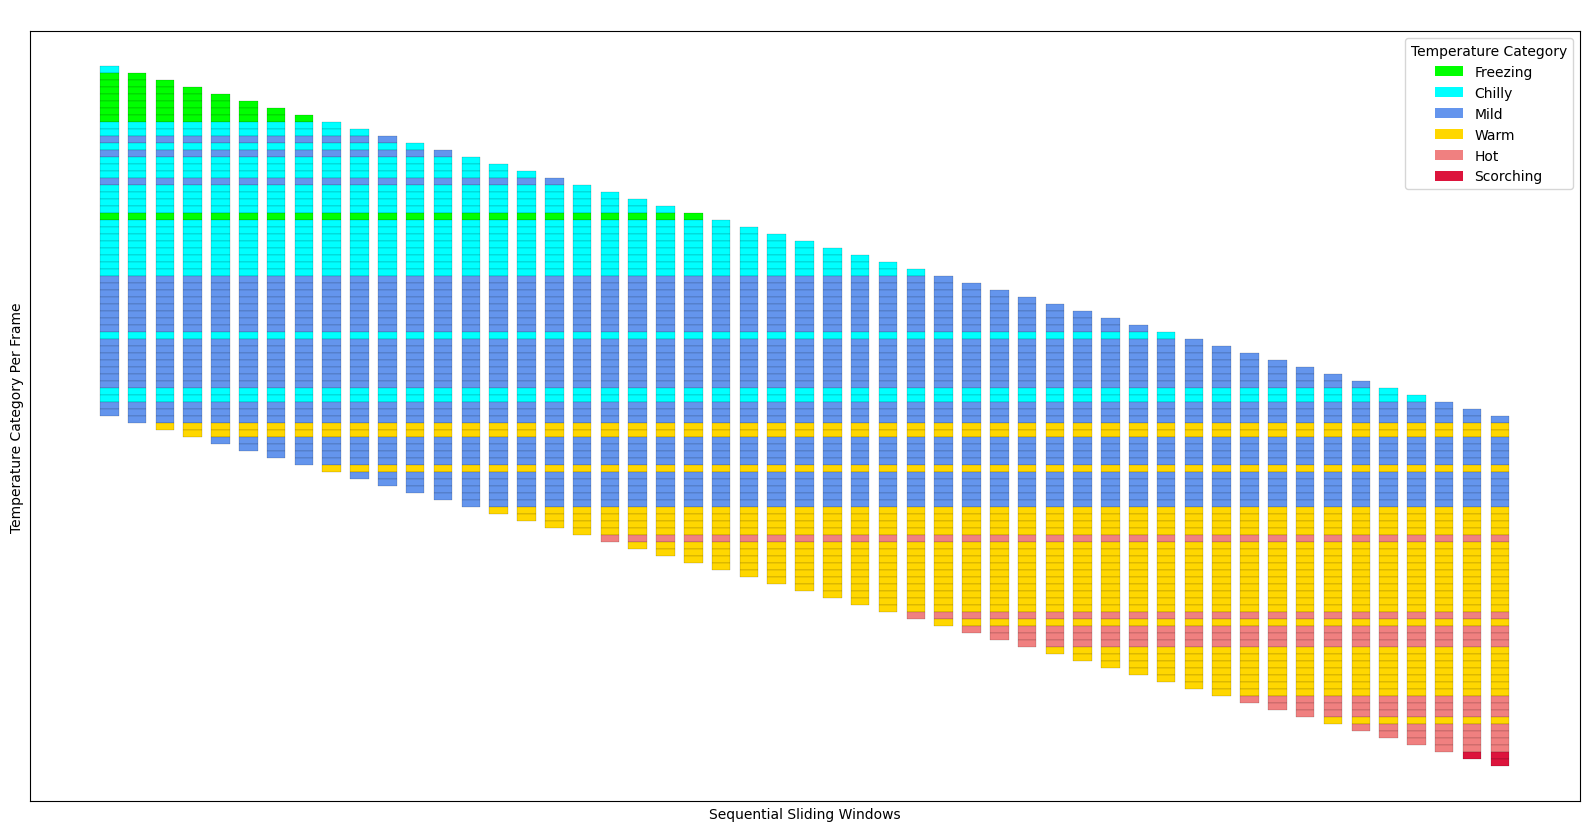 Temperature Category
Freezing
Chilly
Mild
Warm
Hot
Scorching
Temperature Category Per Frame
Sequential Sliding Windows